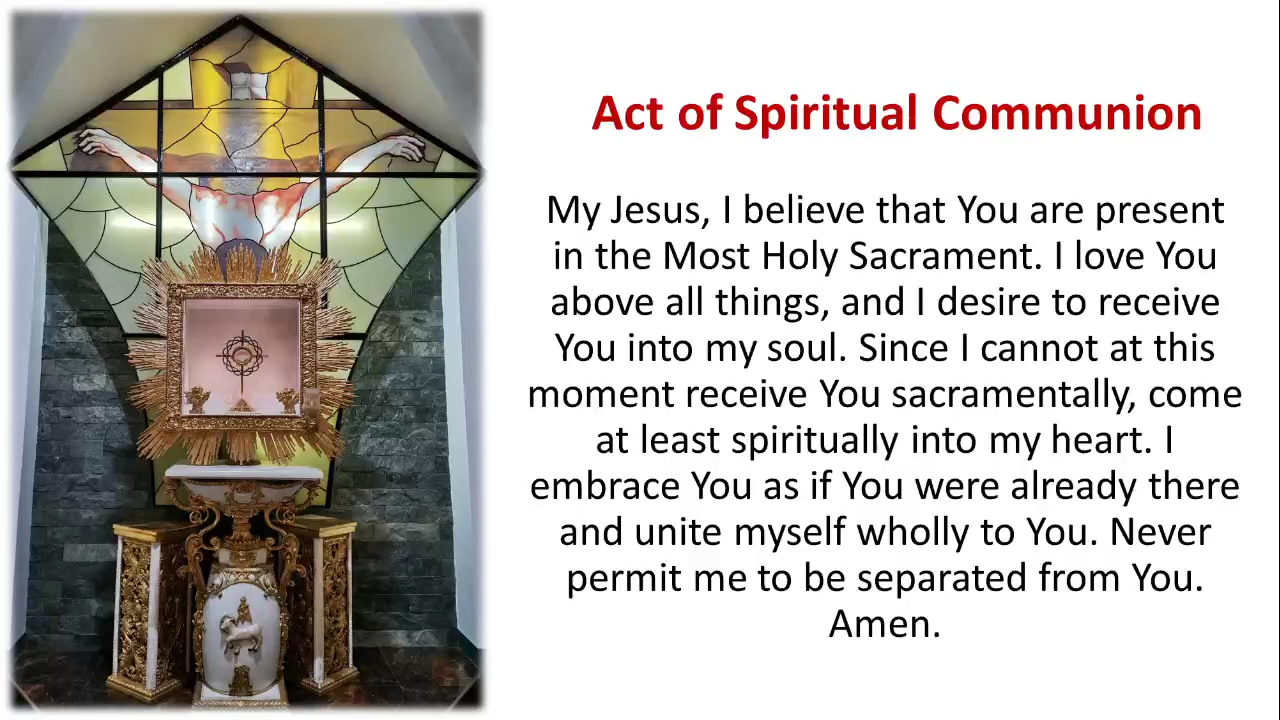 Act of Spiritual Communion
My Jesus, I believe that You are present
in the Most Holy Sacrament. I love You
above all things, and I desire to receive
You into my soul. Since I cannot at this
moment receive You sacramentally, come
at least spiritually into my heart. I
embrace You as if You were already there
and unite myself wholly to You. Never
permit me to be separated from You.
Amen.